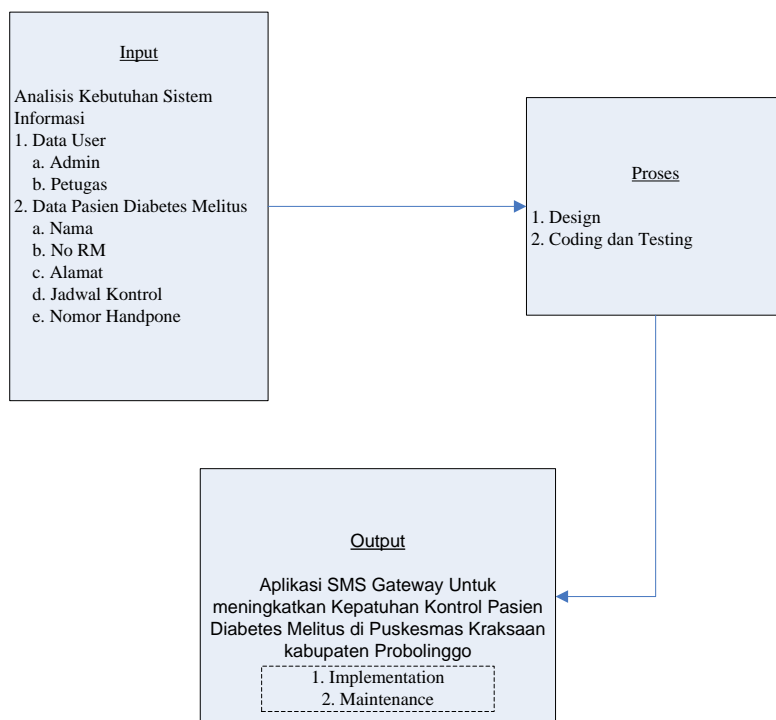 Input
Analisis Kebutuhan Sistem
Informasi
1. Data User
a. Admin
b. Petugas
2. Data Pasien Diabetes Melitus
a. Nama
b. No RM
c. Alamat
d. Jadwal Kontrol
e. Nomor Handpone
Proses
1. Design
2. Coding dan Testing
Output
Aplikasi SMS Gateway Untuk
meningkatkan Kepatuhan Kontrol Pasien
Diabetes Melitus di Puskesmas Kraksaan
kabupaten Probolinggo
1. Implementation
2. Maintenance